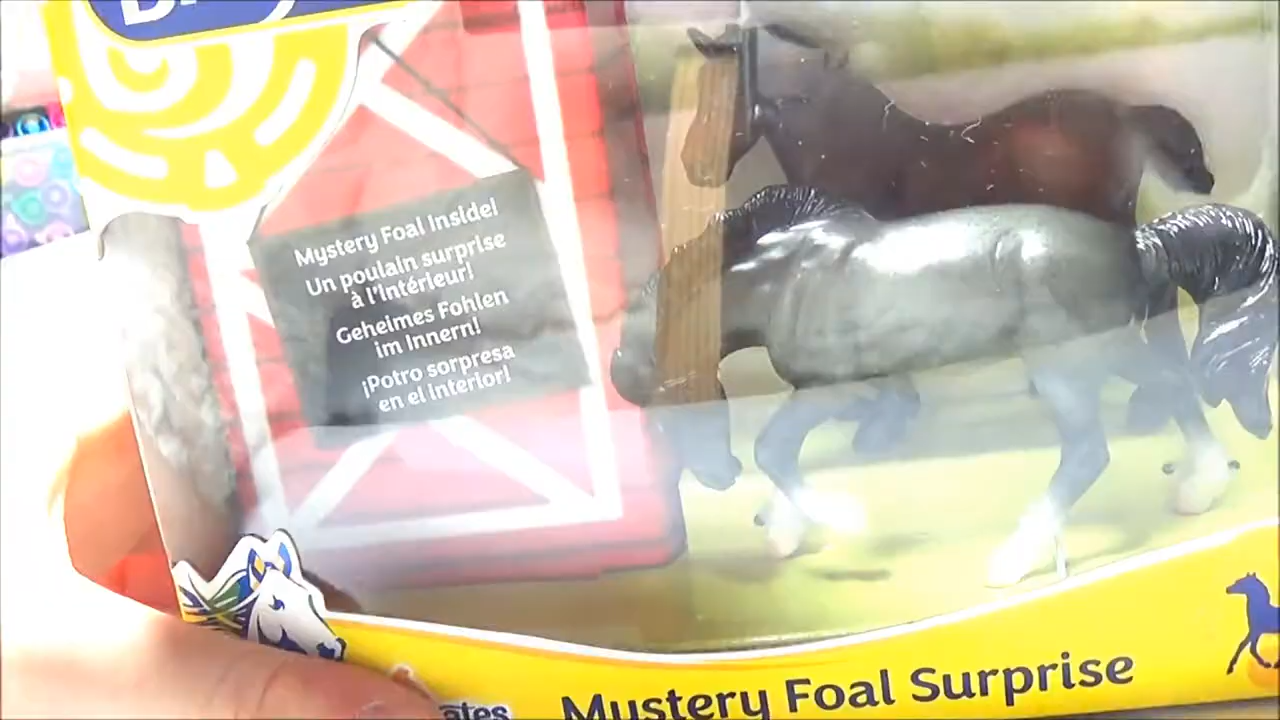 Mystery Foal Inside!
Un poulain surprise
à l'intérieur!
Geheimes Fohlen
im Innern!
¡Potro sorpresa
en el interior!
Mystery Foal Surprise